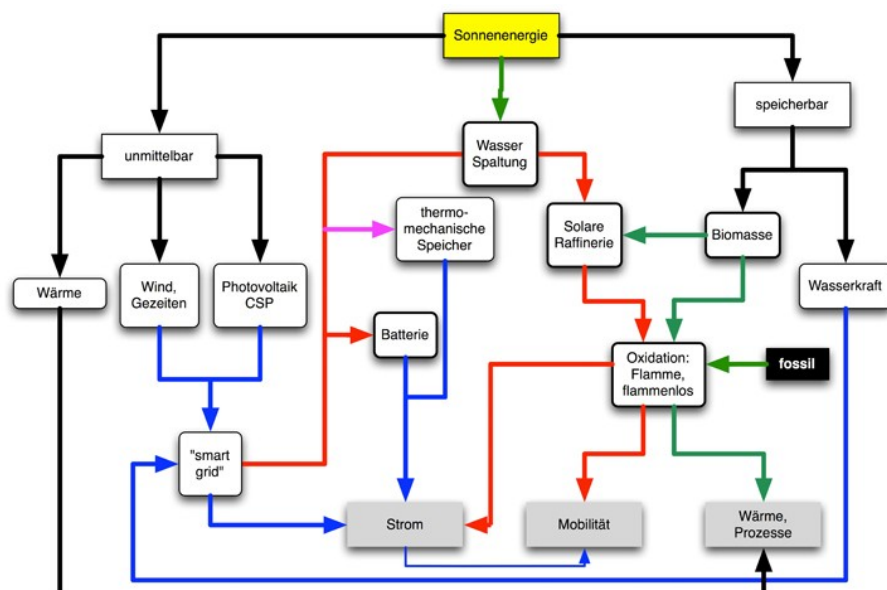 Sonnenenergie
speicherbar
unmittelbar
Wasser
Spaltung
thermo-
mechanische
Speicher
Solare
Raffinerie
Biomasse
Wärme
Wind,
Gezeiten
Photovoltaik
CSP
Wasserkraft
Batterie
Oxidation:
Flamme,
flammenlos
fossil
"smart
grid"
Strom
Mobilität
Wärme,
Prozesse